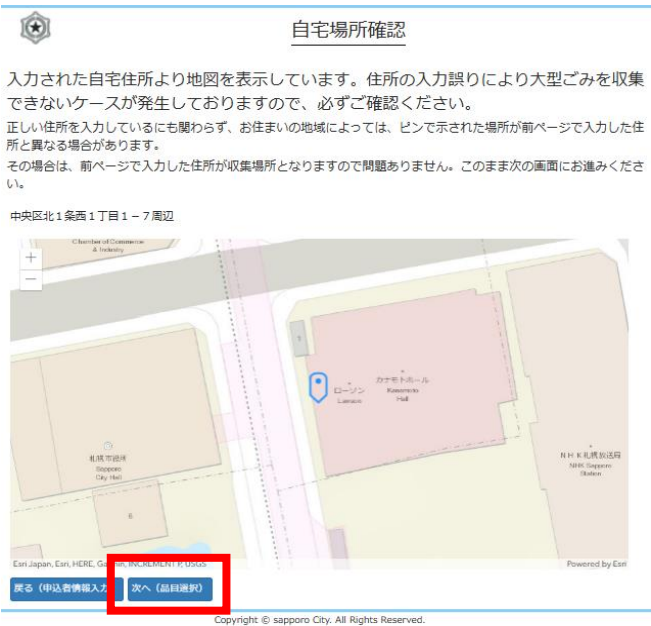 自宅場所確認
入力された自宅住所より地図を表示しています。住所の入力誤りにより大型ごみを収集
できないケースが発生しておりますので、必ずご確認ください。
正しい住所を入力しているにも関わらず、お住まいの地域によっては、ピンで示された場所が前ページで入力した住
所と異なる場合があります。
その場合は、前ページで入力した住所が収集場所となりますので問題ありません。このまま次の画面にお進みくださ
い。
中央区北1条西1丁目1－7周辺
Chamber of Commerce
& Industry
+
−
カナモトホール
Kanamoto
Hall
ローソン
Lawson
札幌市役所
Sapporo
City Hall
NHK札幌放送局
NHK Sapporo
Station
6
Esri Japan, Esri, HERE, Garmin, INCREMENT P, USGS
Powered by Esri
戻る（申込者情報入力
次へ（品目選択）
Copyright © sapporo City. All Rights Reserved.